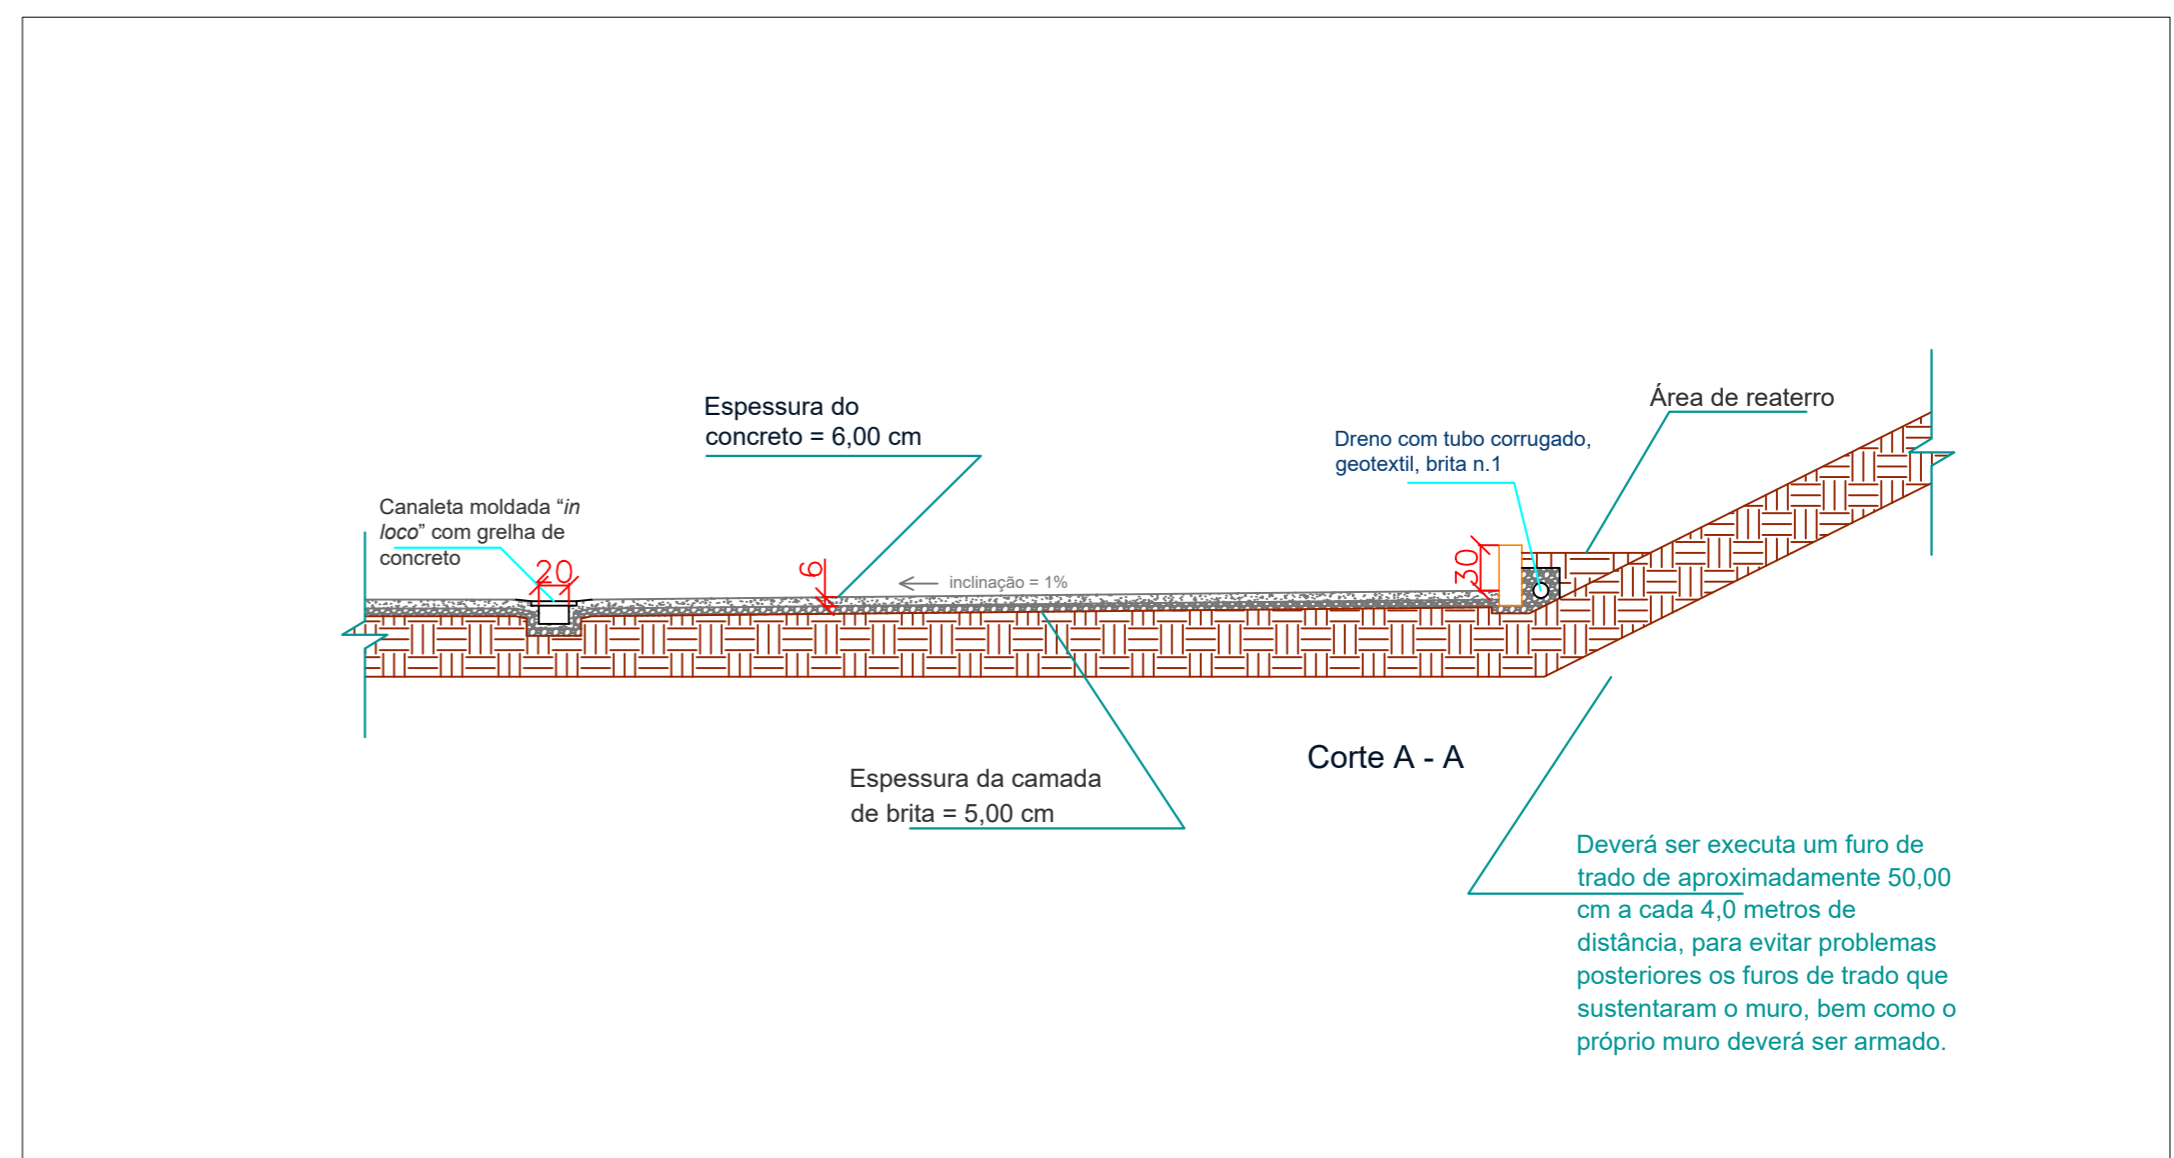 Espessura do
concreto = 6,00 cm
Área de reaterro
Dreno com tubo corrugado,
geotextil, brita n.1
Canaleta moldada “in
loco” com grelha de
concreto
20
6
inclinação = 1%
30
Corte A - A
Espessura da camada
de brita = 5,00 cm
Deverá ser executa um furo de
trado de aproximadamente 50,00
cm a cada 4,0 metros de
distância, para evitar problemas
posteriores os furos de trado que
sustentaram o muro, bem como o
próprio muro deverá ser armado.